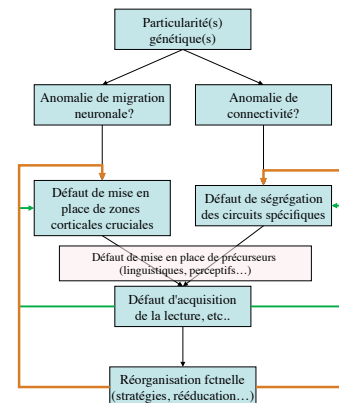 Particularité(s)
génétique(s)
Anomalie de migration
neuronale?
Anomalie de
connectivité?
Défaut de mise en
place de zones
corticales cruciales
Défaut de ségrégation
des circuits spécifiques
Défaut de mise en place de précurseurs
(linguistiques, perceptifs…)
Défaut d'acquisition
de la lecture, etc..
Réorganisation fctnelle
(stratégies, rééducation…)